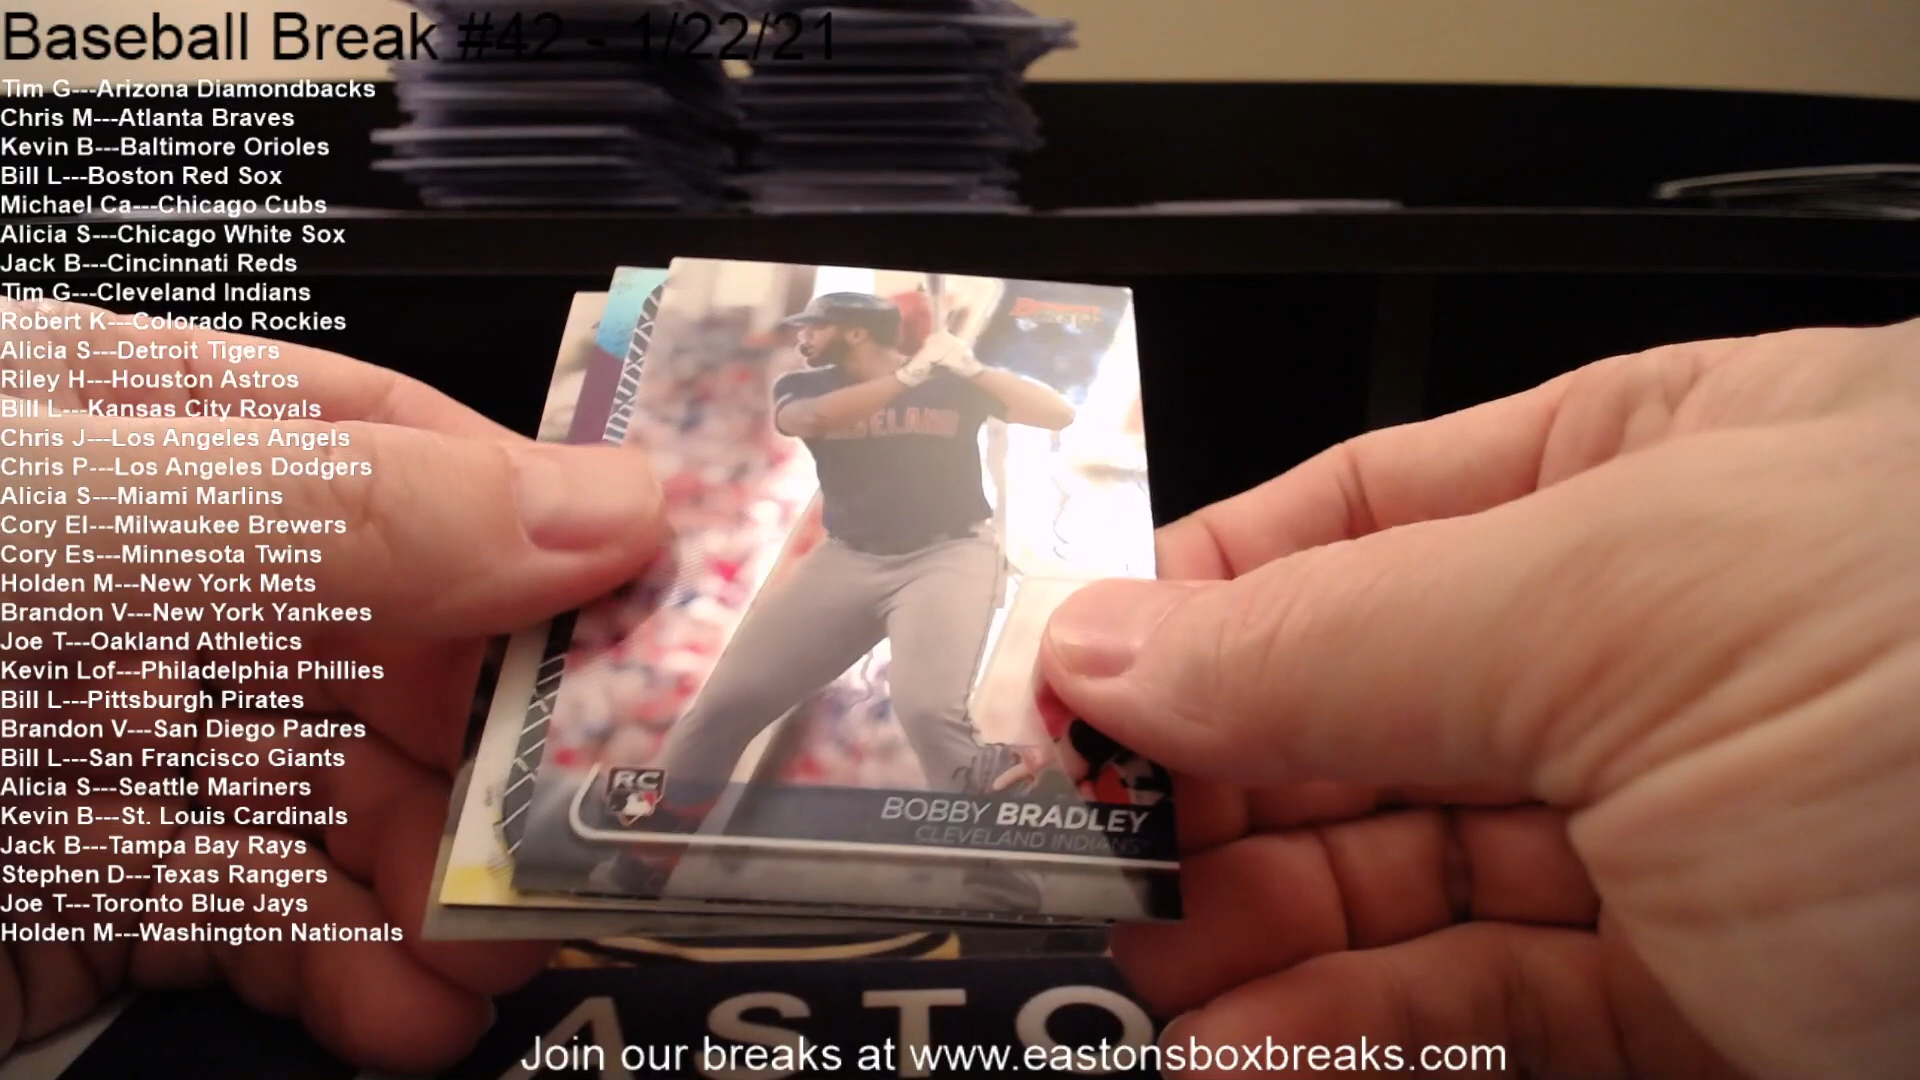 Baseball Break #42 - 1/22/21
Tim G---Arizona Diamondbacks
Chris M---Atlanta Braves
Kevin B---Baltimore Orioles
Bill L---Boston Red Sox
Michael Ca---Chicago Cubs
Alicia S---Chicago White Sox
Jack B---Cincinnati Reds
Tim G---Cleveland Indians
Robert K---Colorado Rockies
Alicia S---Detroit Tigers
Riley H---Houston Astros
Bill L---Kansas City Royals
Chris J---Los Angeles Angels
Chris P---Los Angeles Dodgers
Alicia S---Miami Marlins
Cory El---Milwaukee Brewers
Cory Es---Minnesota Twins
Holden M---New York Mets
Brandon V---New York Yankees
Joe T---Oakland Athletics
Kevin Lof---Philadelphia Phillies
Bill L---Pittsburgh Pirates
Brandon V---San Diego Padres
Bill L---San Francisco Giants
Alicia S---Seattle Mariners
Kevin B---St. Louis Cardinals
Jack B---Tampa Bay Rays
Stephen D---Texas Rangers
Joe T---Toronto Blue Jays
Holden M---Washington Nationals
RC
BOBBY BRADLEY
CLEVELAND INDIANS
ASTO
Join our breaks at www.eastonsboxbreaks.com